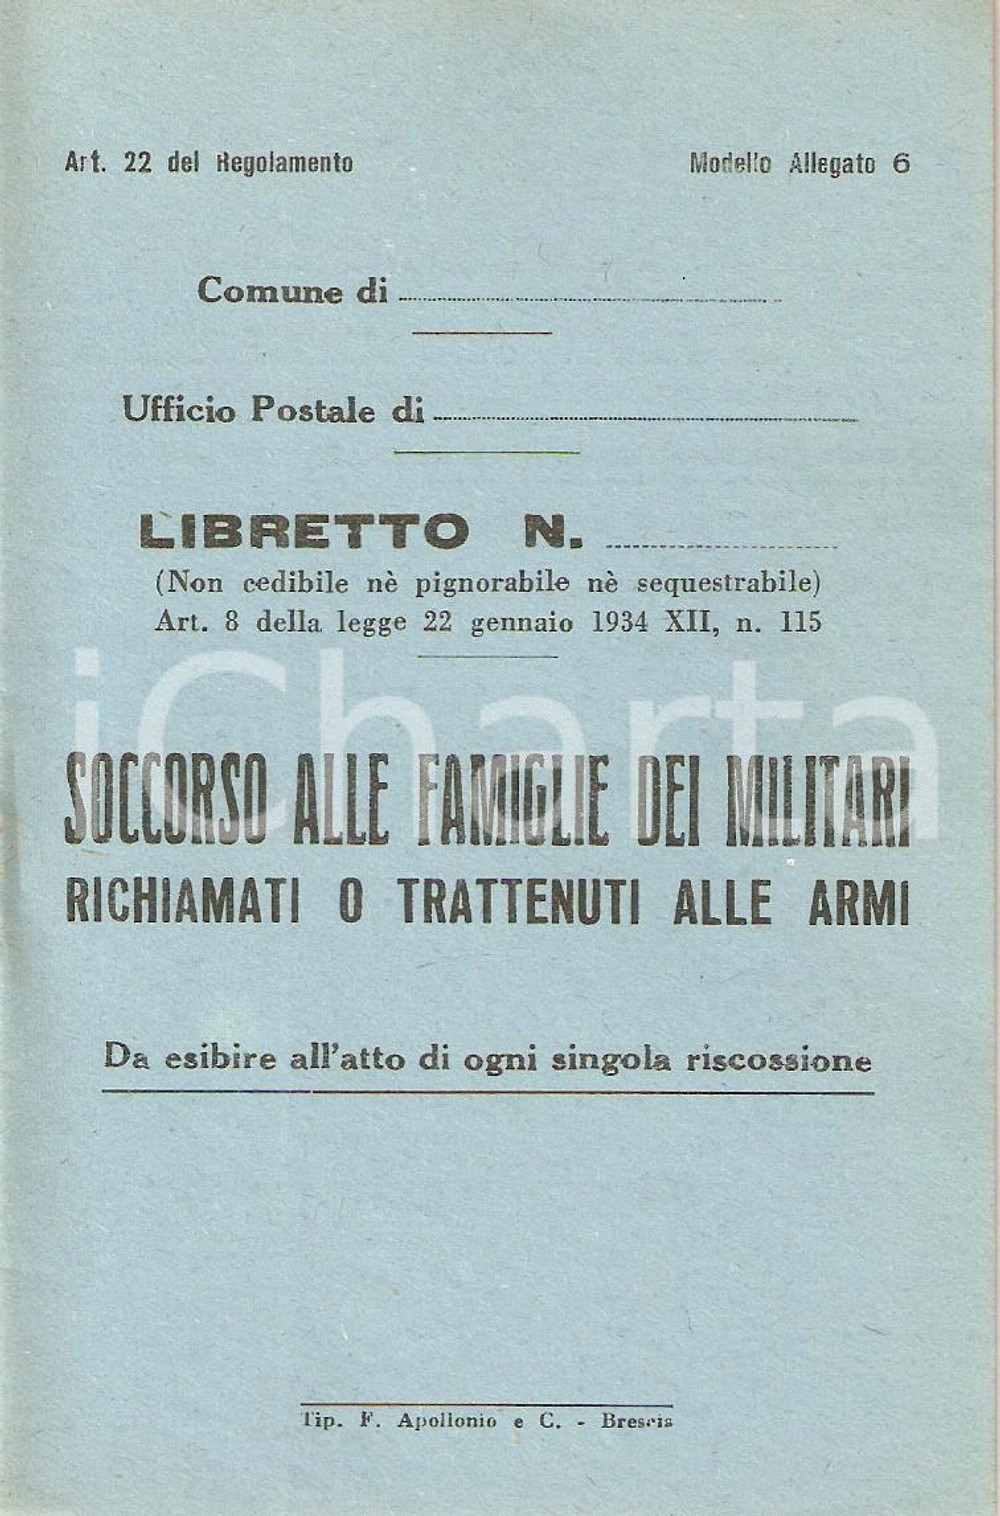 Art. 22 del Regolamento
Modello Allegato 6
Comune di
Ufficio Postale di
LIBRETTO N.
(Non cedibile nè pignorabile nè sequestrabile)
Art. 8 della legge 22 gennaio 1934 XII, n. 115
iCharta
SOCCORSO ALLE FAMIGLIE DEI MILITARI
RICHIAMATI O TRATTENUTI ALLE ARMI
Da esibire all'atto di ogni singola riscossione
Tip. F. Apollonio e C. - Brescia